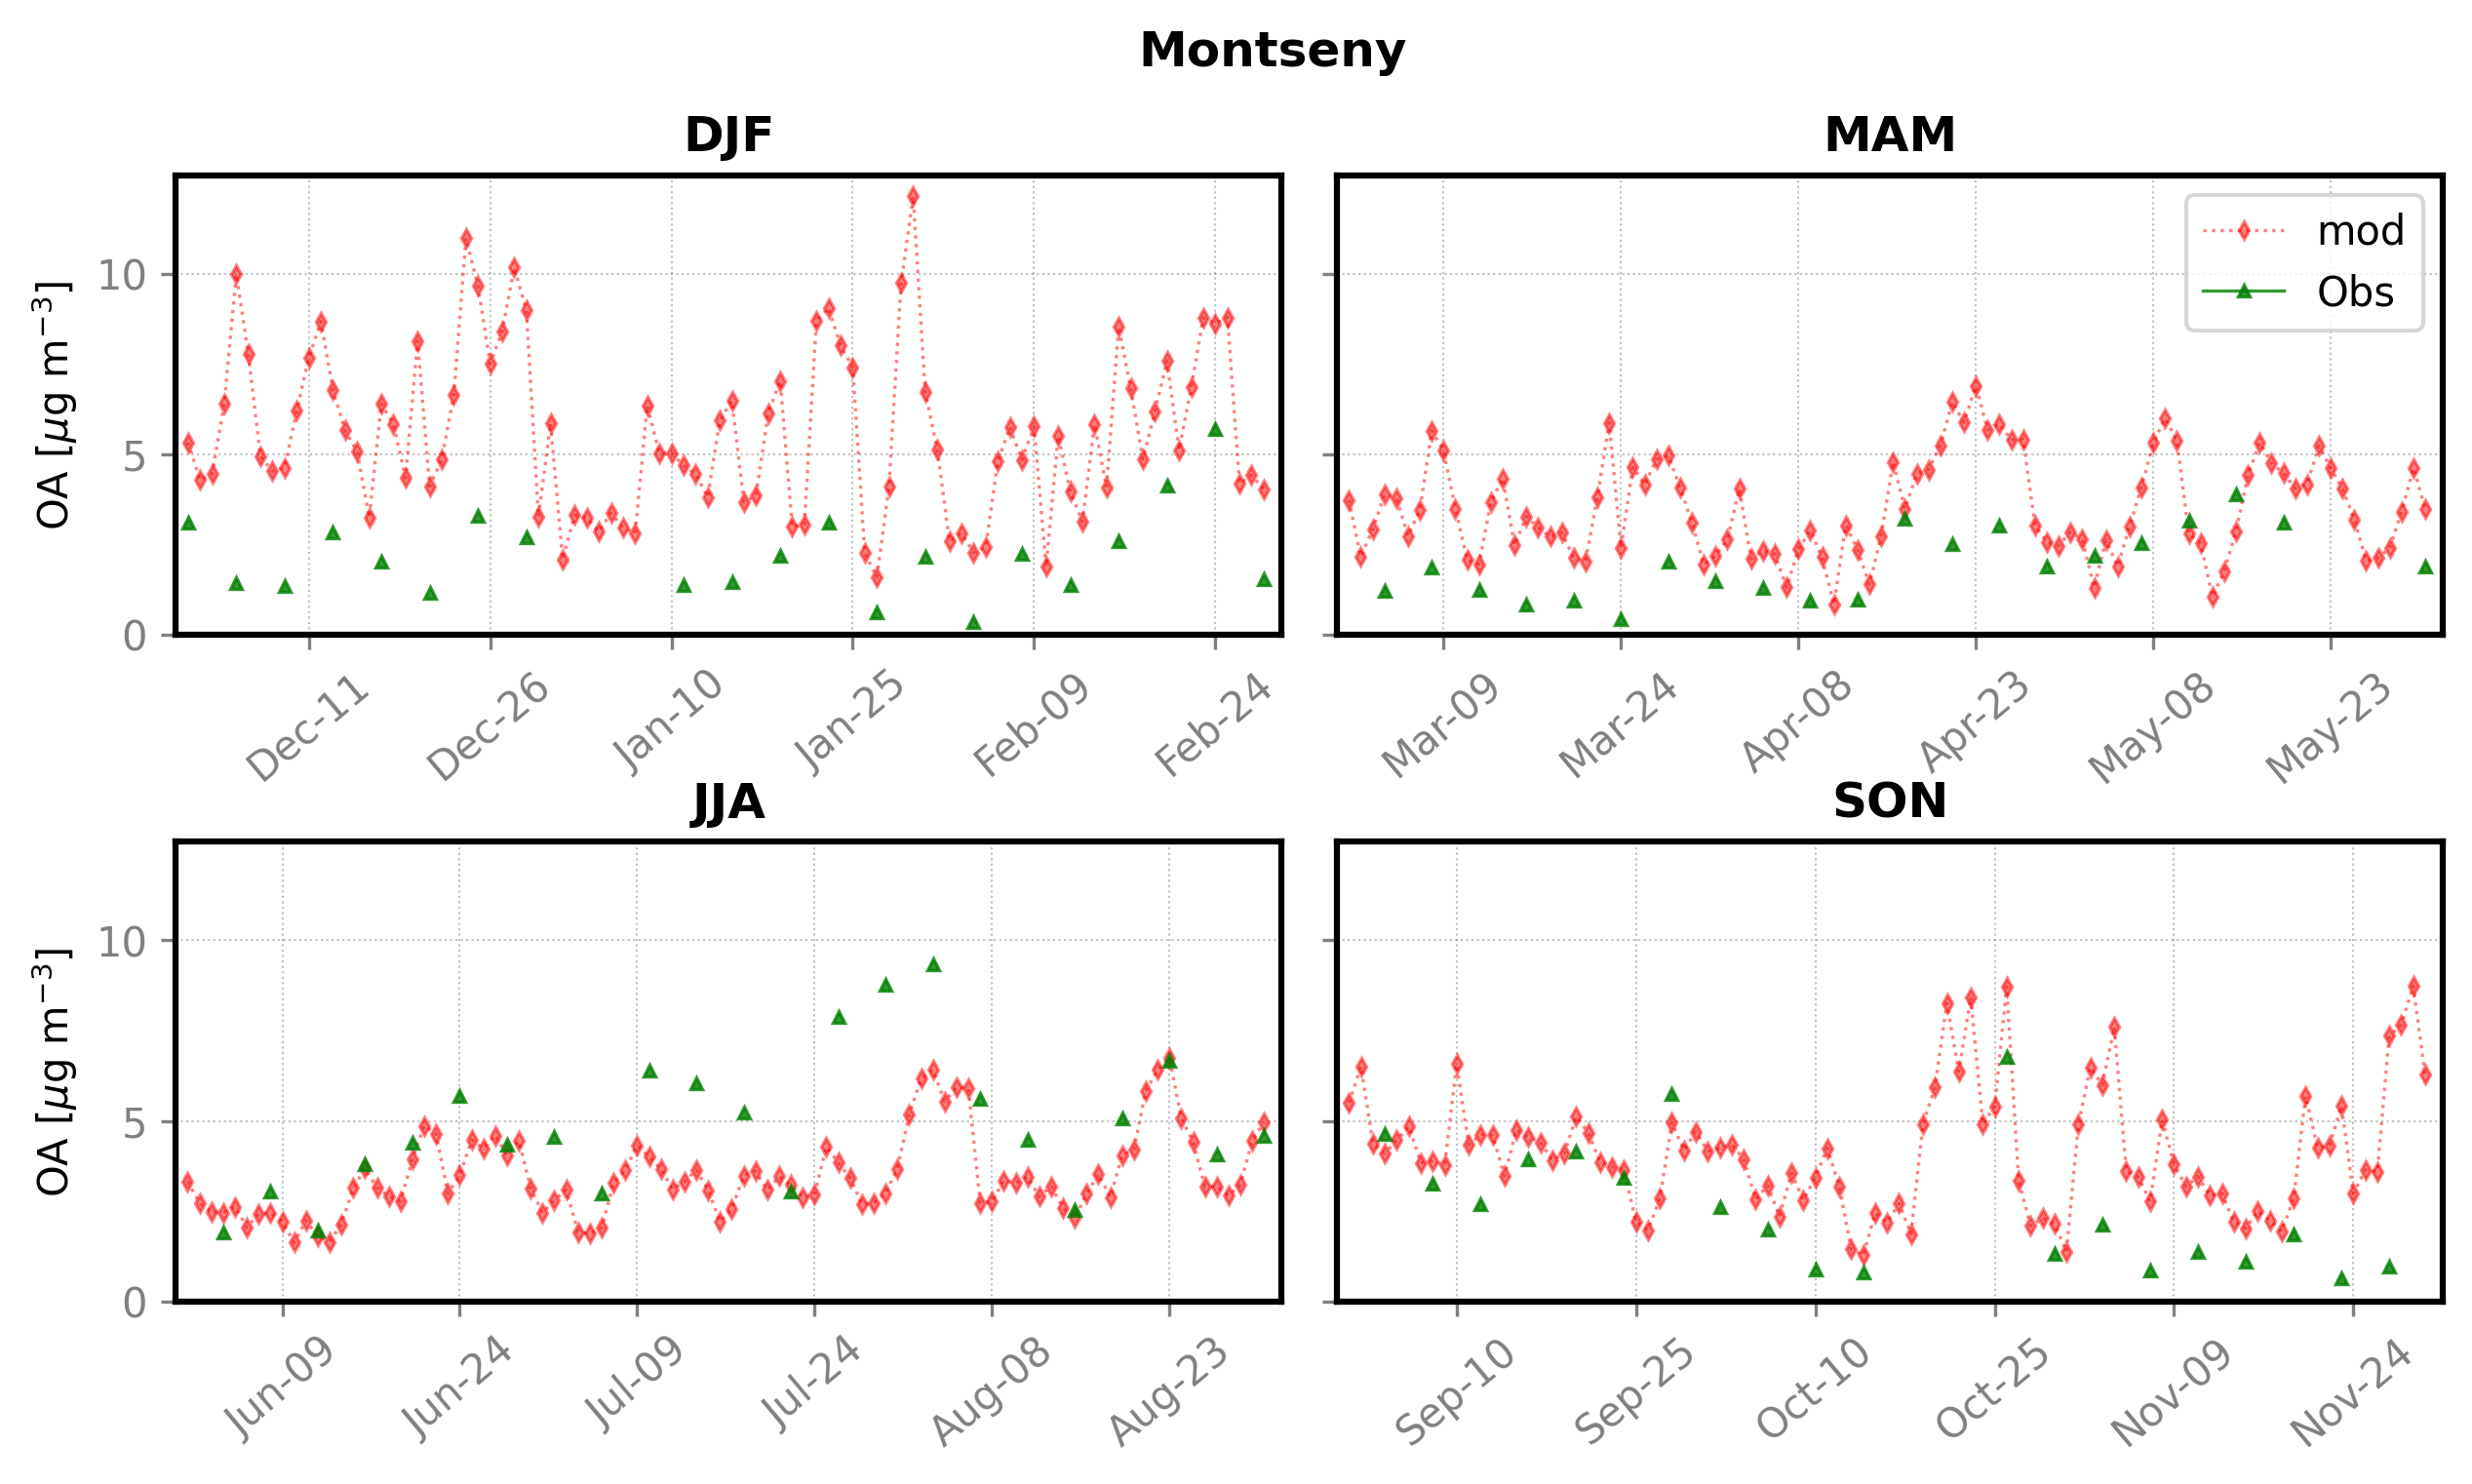 Montseny
DJF
MAM
OA [μg m⁻³]
10
5
0
mod
Obs
Dec-11
Dec-26
Jan-10
Jan-25
Feb-09
Feb-24
Mar-09
Mar-24
Apr-08
Apr-23
May-08
May-23
JJA
SON
OA [μg m⁻³]
10
5
0
Jun-09
Jun-24
Jul-09
Jul-24
Aug-08
Aug-23
Sep-10
Sep-25
Oct-10
Oct-25
Nov-09
Nov-24